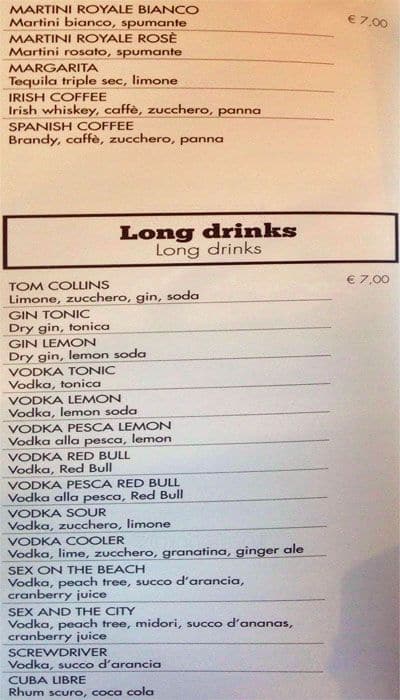 MARTINI ROYALE BIANCO
Martini bianco, spumante
€ 7,00
MARTINI ROYALE ROSÈ
Martini rosato, spumante
MARGARITA
Tequila triple sec, limone
IRISH COFFEE
Irish whiskey, caffè, zucchero, panna
SPANISH COFFEE
Brandy, caffè, zucchero, panna
Long drinks
Long drinks
€ 7,00
TOM COLLINS
Limone, zucchero, gin, soda
GIN TONIC
Dry gin, tonica
GIN LEMON
Dry gin, lemon soda
VODKA TONIC
Vodka, tonica
VODKA LEMON
Vodka, lemon soda
VODKA PESCA LEMON
Vodka alla pesca, lemon
VODKA RED BULL
Vodka, Red Bull
VODKA PESCA RED BULL
Vodka alla pesca, Red Bull
VODKA SOUR
Vodka, zucchero, limone
VODKA COOLER
Vodka, lime, zucchero, granatina, ginger ale
SEX ON THE BEACH
Vodka, peach tree, succo d'arancia,
cranberry juice
SEX AND THE CITY
Vodka, peach tree, midori, succo d'ananas,
cranberry juice
SCREWDRIVER
Vodka, succo d'arancia
CUBA LIBRE
Rhum scuro, coca cola